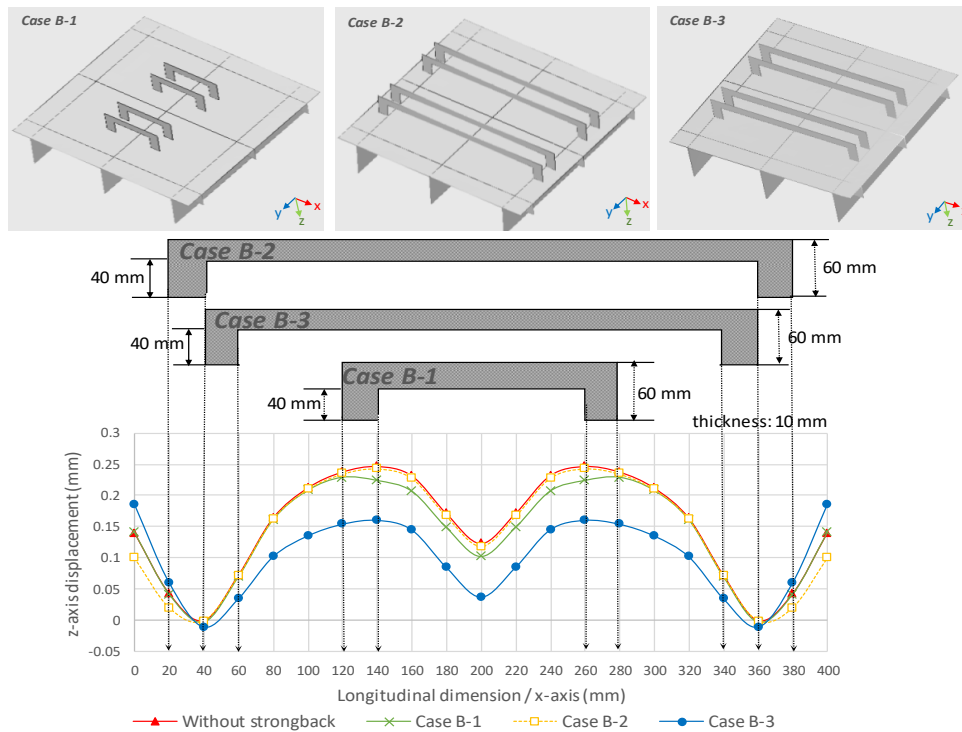 Case B-1
Case B-2
Case B-3
x
y
z
x
y
z
x
y
z
Case B-2
40 mm
60 mm
Case B-3
40 mm
60 mm
Case B-1
40 mm
60 mm
thickness: 10 mm
z-axis displacement (mm)
0.3
0.25
0.2
0.15
0.1
0.05
0
-0.05
0 20 40 60 80 100 120 140 160 180 200 220 240 260 280 300 320 340 360 380 400
Longitudinal dimension / x-axis (mm)
Without strongback Case B-1 Case B-2 Case B-3